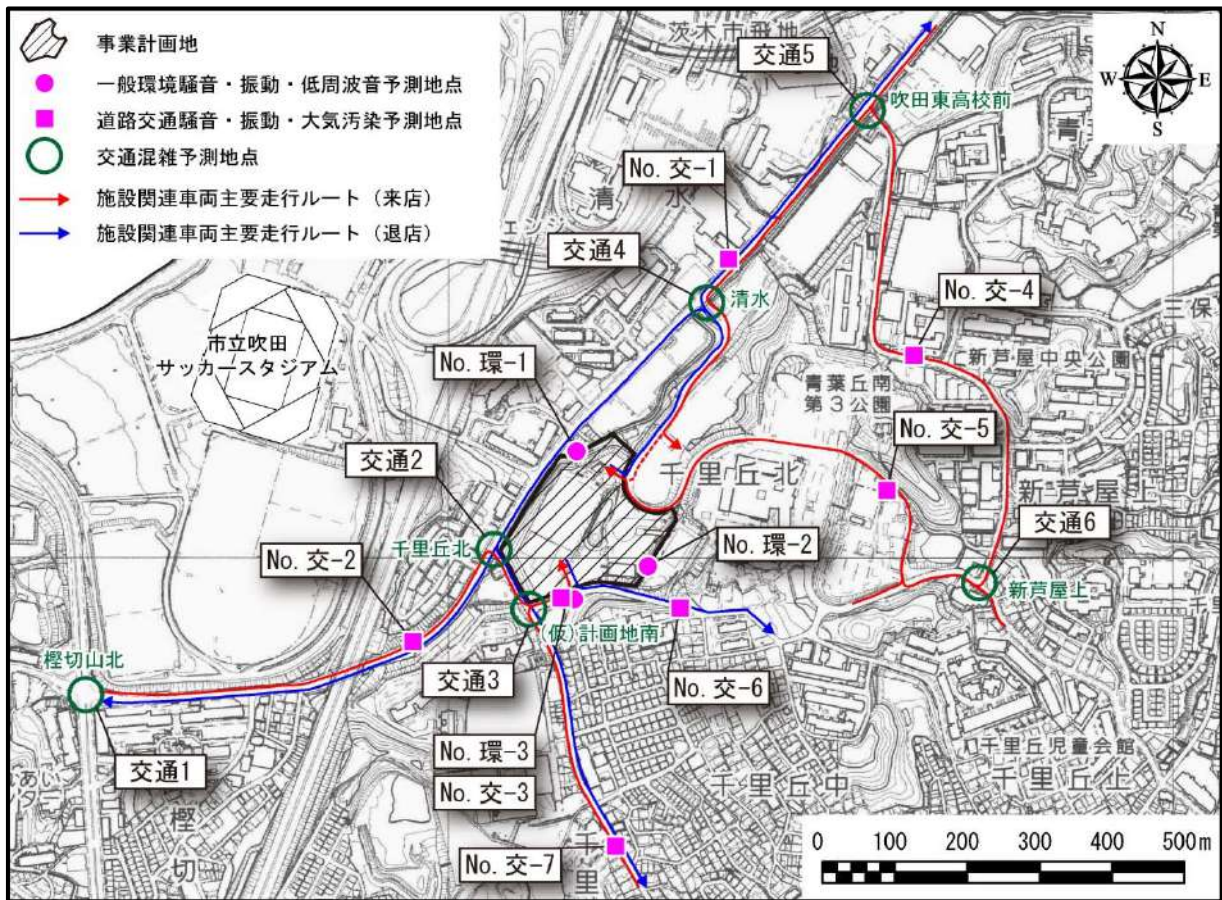 事業計画地
一般環境騒音・振動・低周波音予測地点
道路交通騒音・振動・大気汚染予測地点
交通混雑予測地点
施設関連車両主要走行ルート（来店）
施設関連車両主要走行ルート（退店）
茨木市飛地
交通5
吹田東高校前
N
W
E
S
青
No. 交-1
清水
ェン
交通4
清水
No. 交-4
三保
新芦屋中央公園
市立吹田
サッカースタジアム
No. 環-1
青葉丘南
第3公園
No. 交-5
交通2
千里丘北
新芦屋上
交通6
No. 交-2
千里丘北
No. 環-2
新芦屋上
(仮)計画地南
樫切山北
交通3
No. 交-6
交通1
No. 環-3
No. 交-3
千里丘児童会館
千里丘上
千里丘中
あい
樫切
千里
No. 交-7
0 100 200 300 400 500m